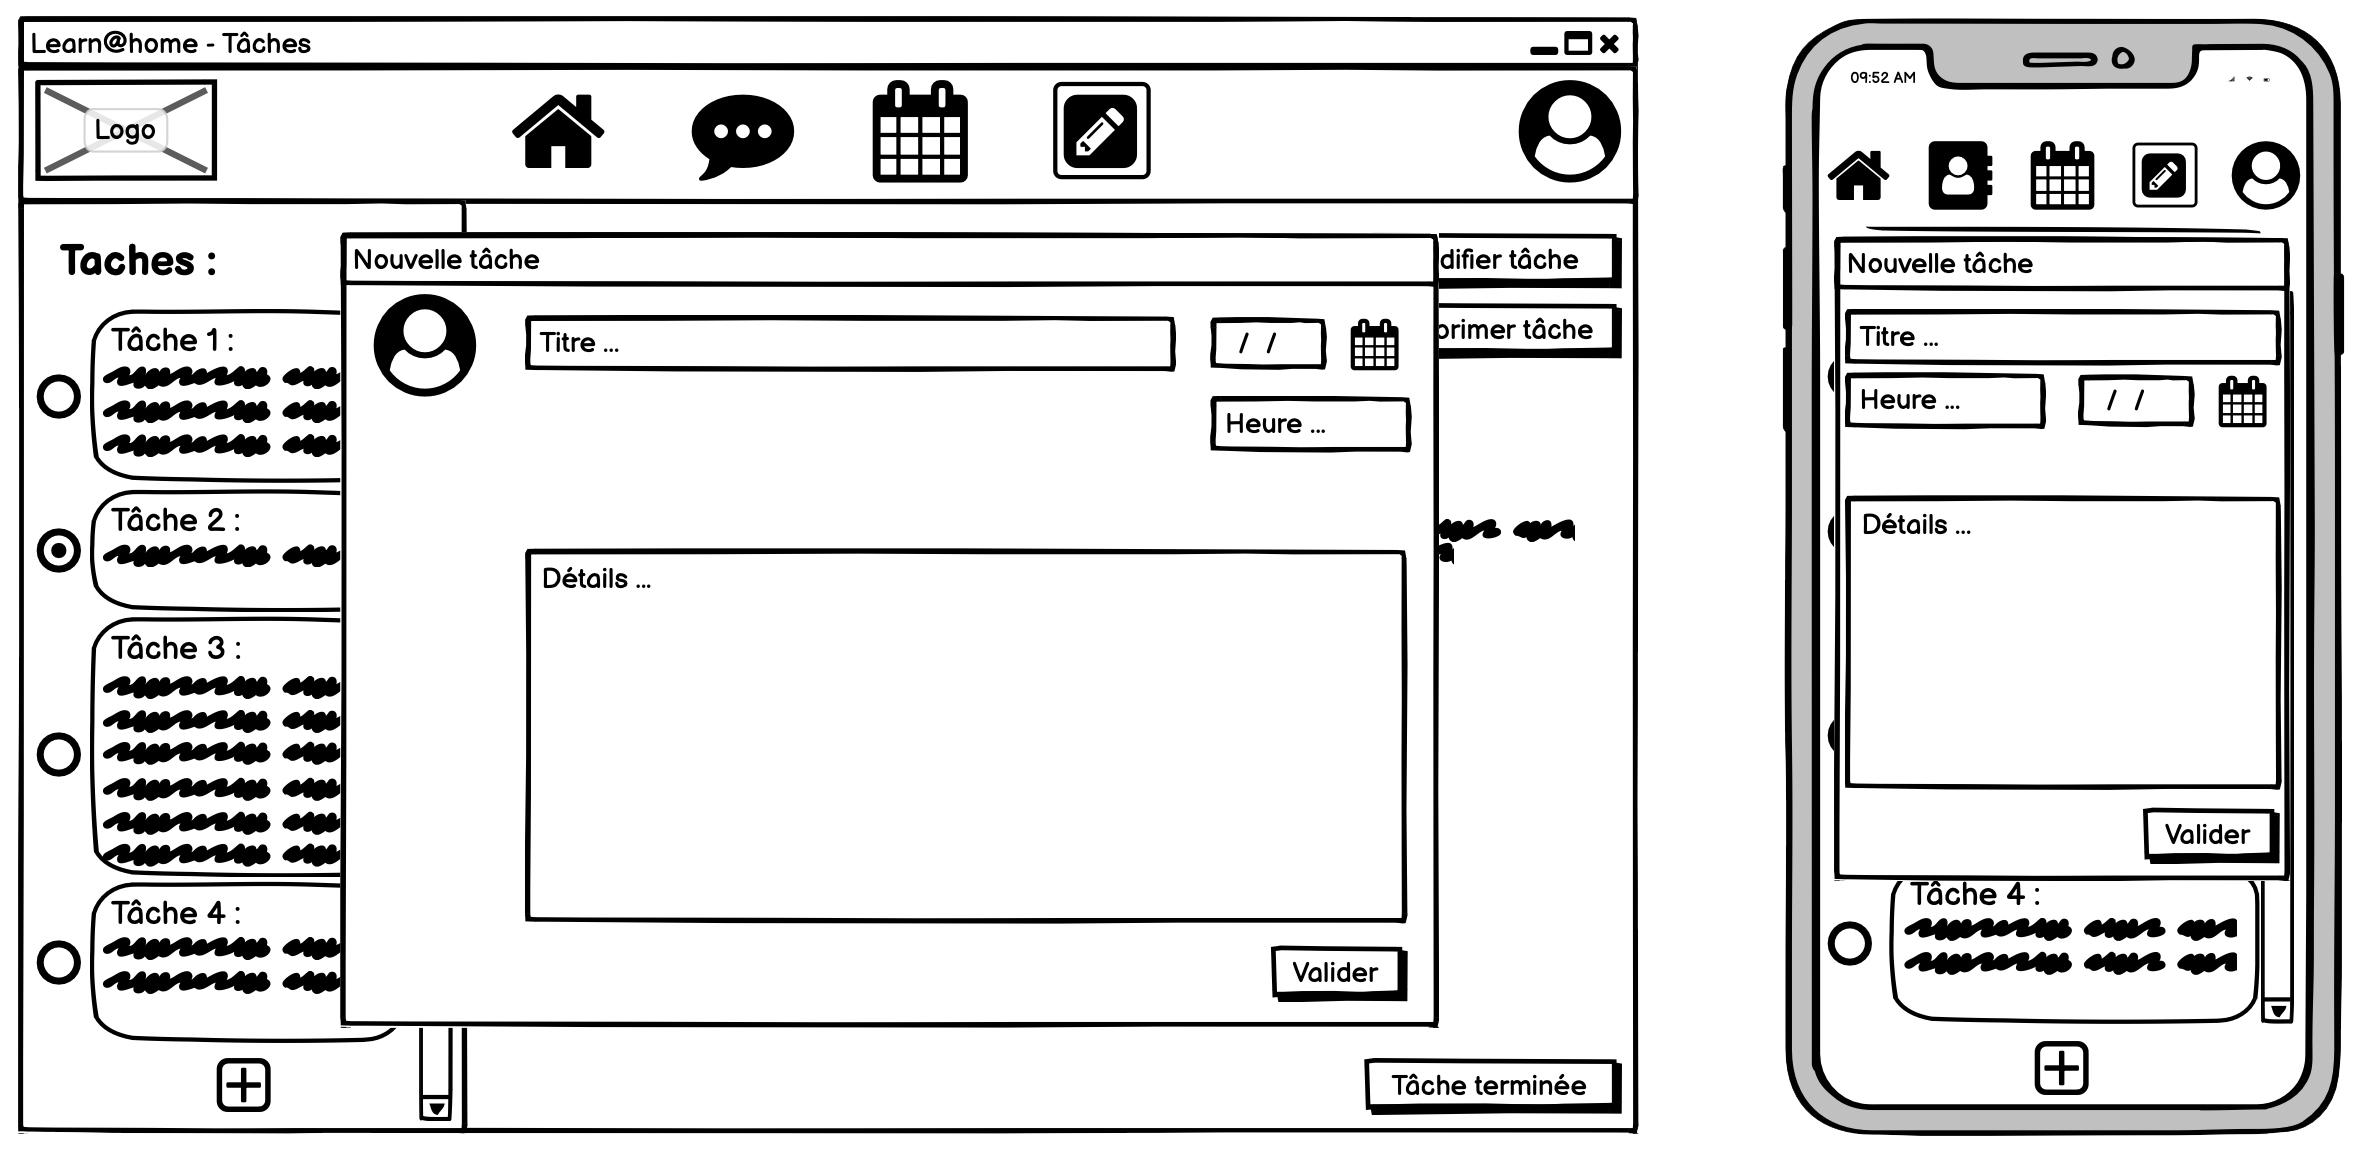 Learn@home - Tâches
Logo
Taches :
Tâche 1 :
Tâche 2 :
Tâche 3 :
Tâche 4 :
Nouvelle tâche
Titre ...
/ /
Heure ...
Détails ...
Valider
difier tâche
primer tâche
Tâche terminée
09:52 AM
Nouvelle tâche
Titre ...
Heure ...
/ /
Détails ...
Valider
Tâche 4 :